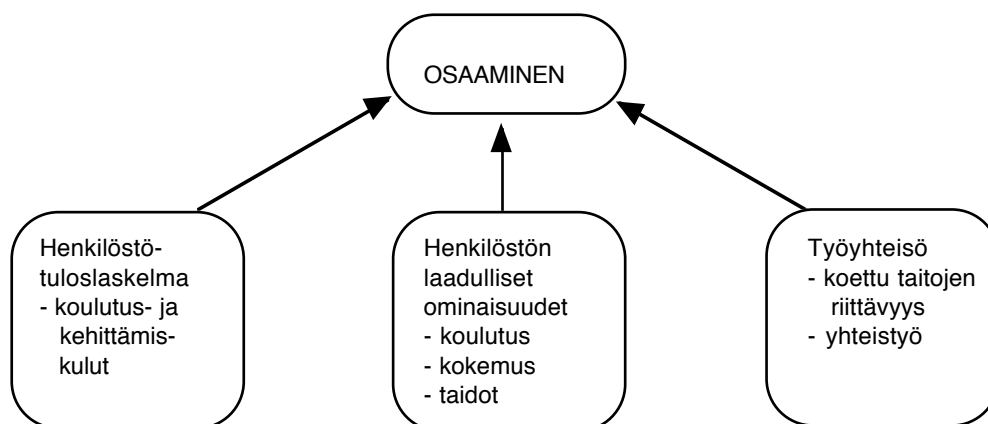 OSAAMINEN
Henkilöstö-
tuloslaskelma
- koulutus- ja
kehittämis-
kulut
Henkilöstön
laadulliset
ominaisuudet
- koulutus
- kokemus
- taidot
Työyhteisö
- koettu taitojen
riittävyys
- yhteistyö